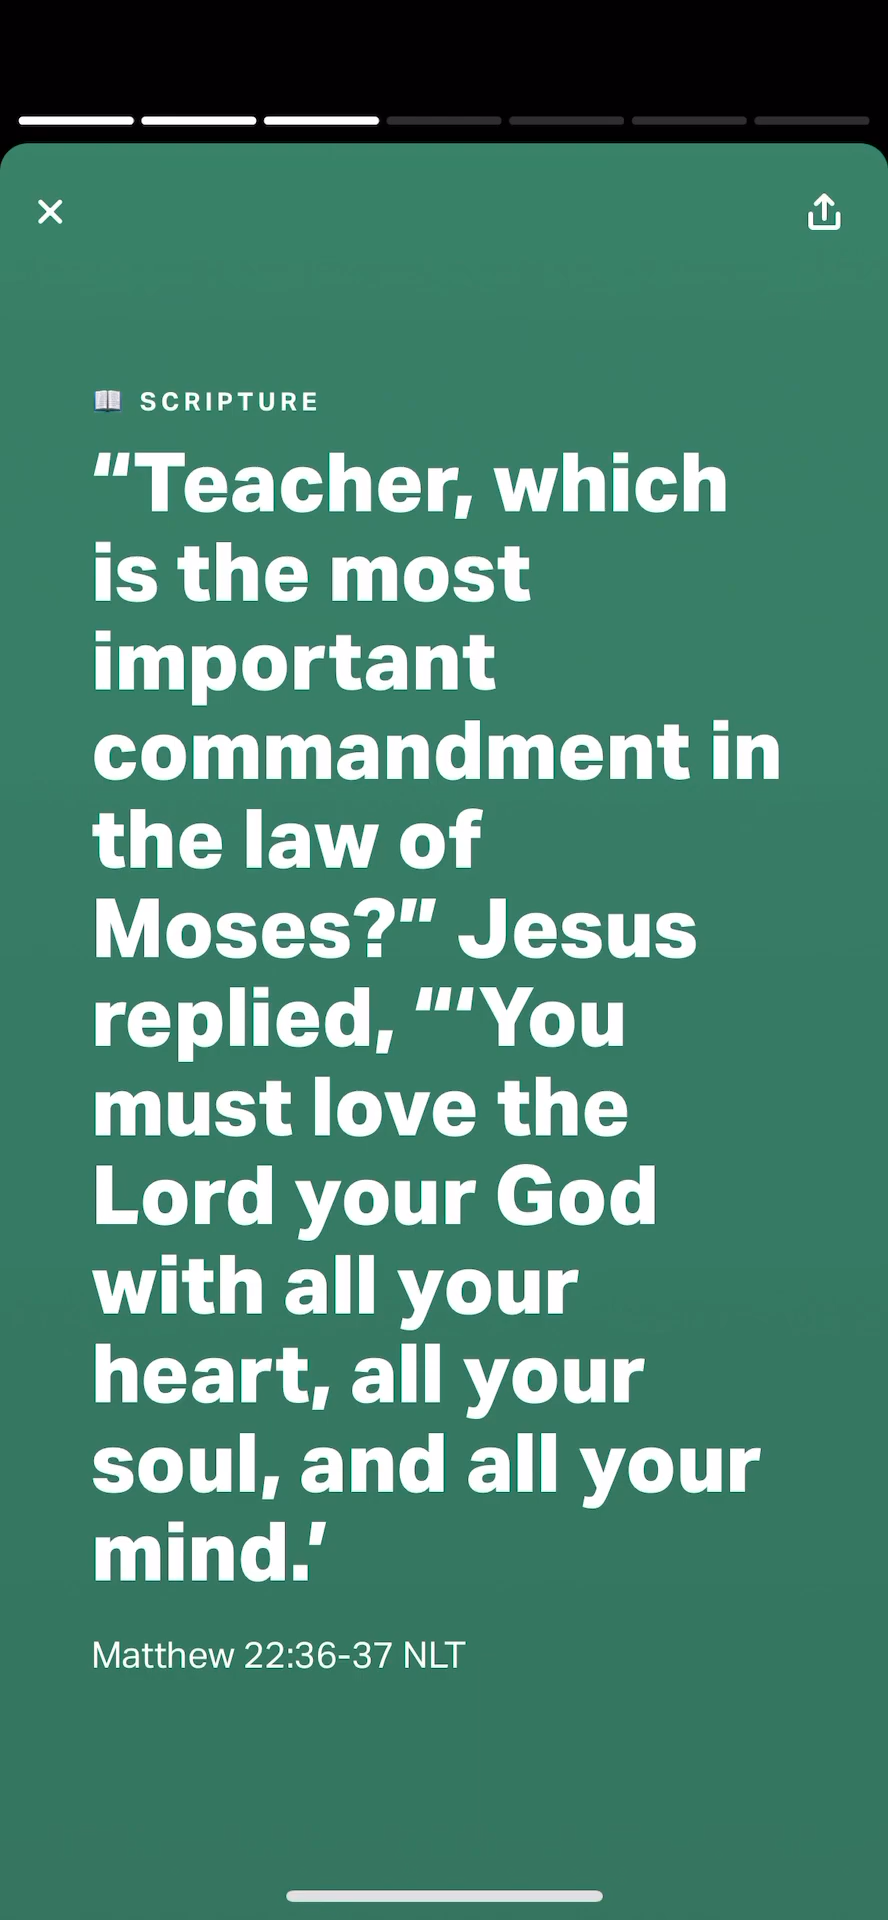 📖 SCRIPTURE
“Teacher, which
is the most
important
commandment in
the law of
Moses?” Jesus
replied, “‘You
must love the
Lord your God
with all your
heart, all your
soul, and all your
mind.’
Matthew 22:36-37 NLT